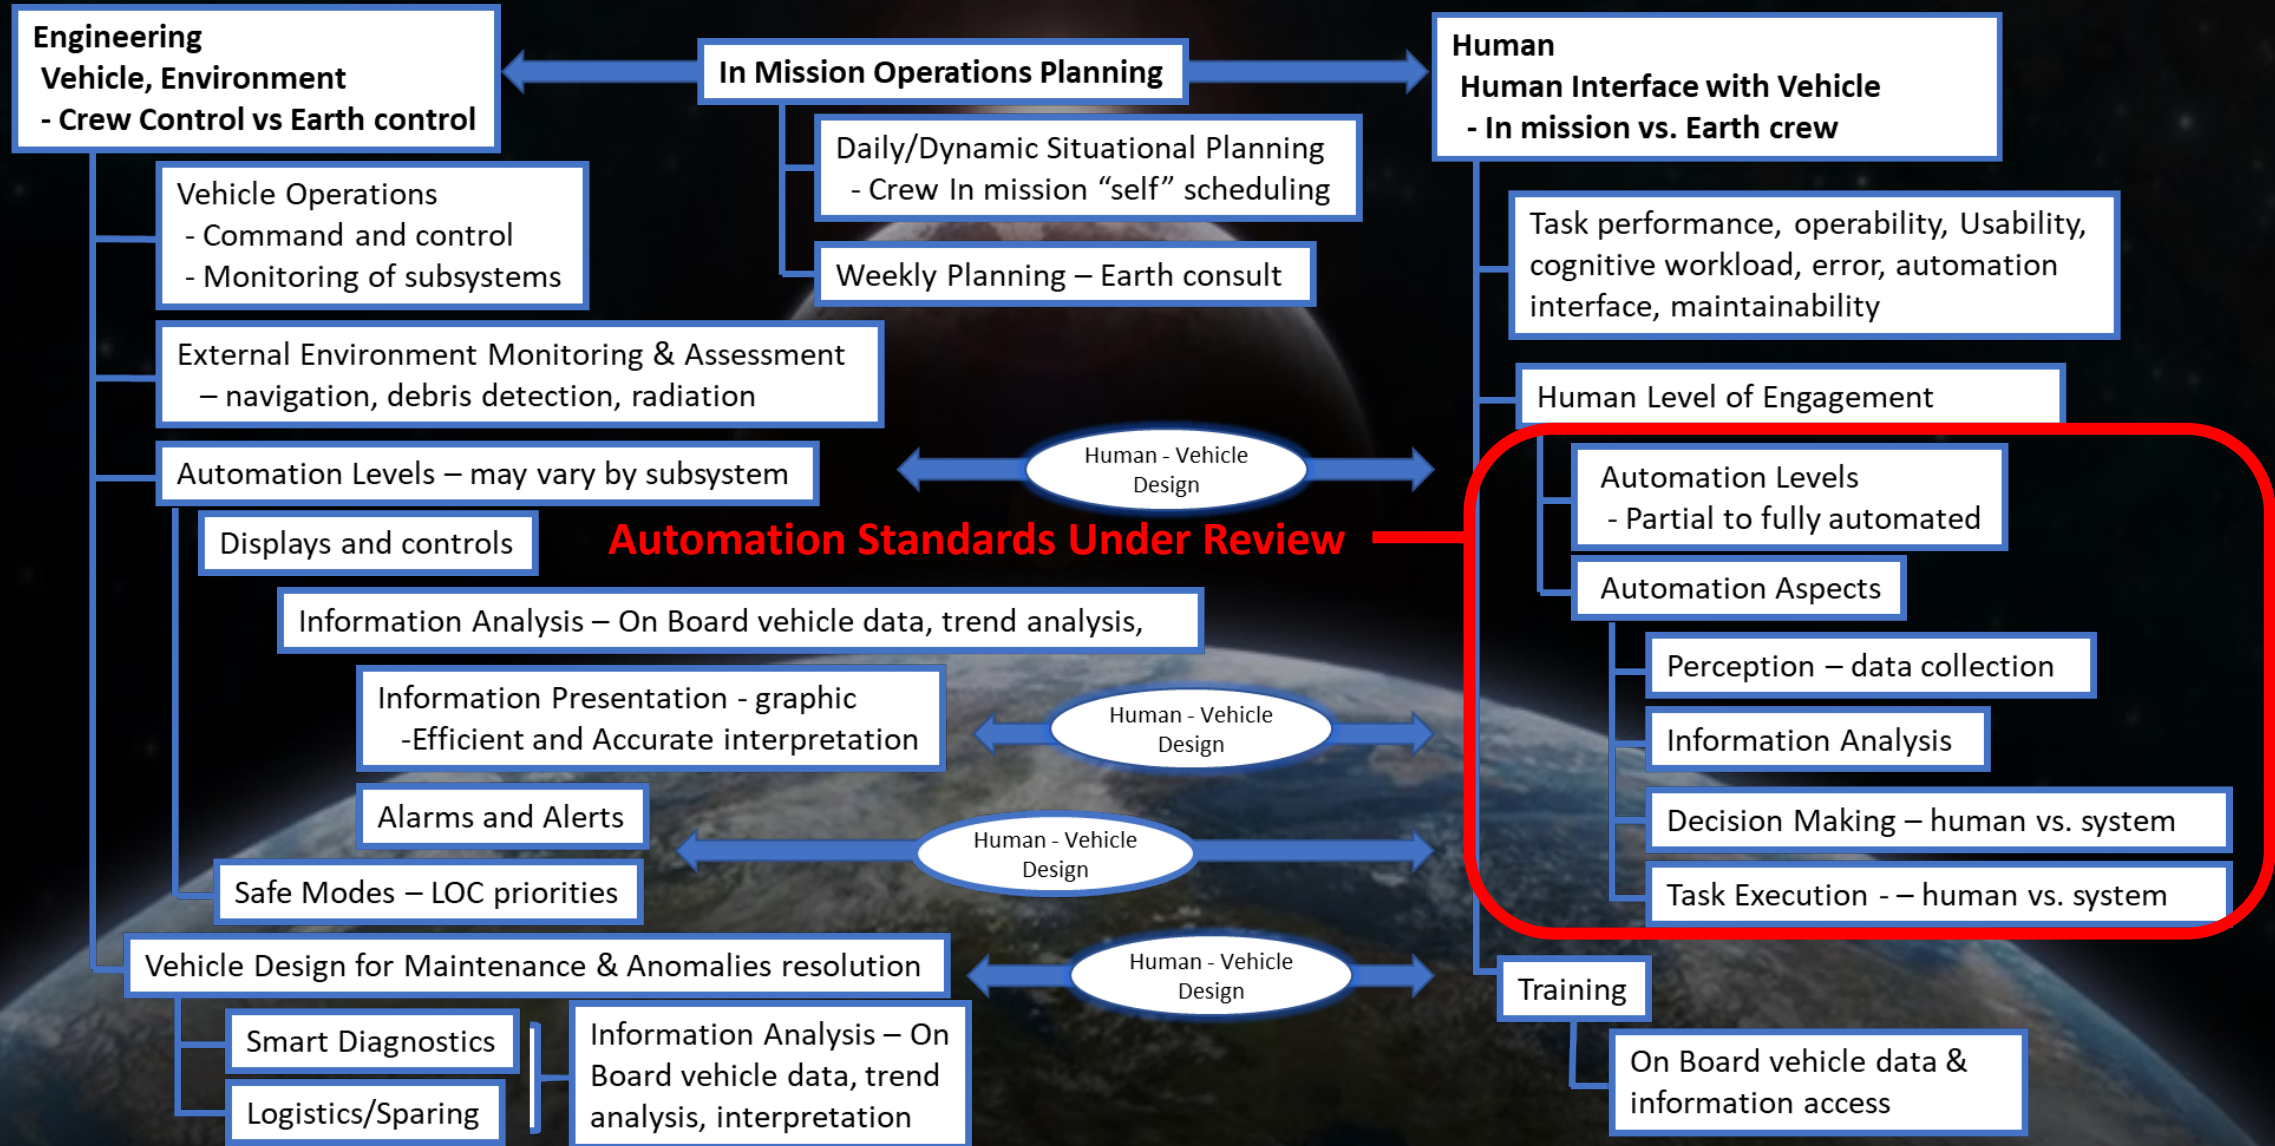 Engineering
Vehicle, Environment
- Crew Control vs Earth control
Vehicle Operations
- Command and control
- Monitoring of subsystems
External Environment Monitoring & Assessment
– navigation, debris detection, radiation
Automation Levels – may vary by subsystem
Displays and controls
Information Analysis – On Board vehicle data, trend analysis,
Information Presentation - graphic
-Efficient and Accurate interpretation
Alarms and Alerts
Safe Modes – LOC priorities
Vehicle Design for Maintenance & Anomalies resolution
Smart Diagnostics
Logistics/Sparing
Information Analysis – On
Board vehicle data, trend
analysis, interpretation
In Mission Operations Planning
Daily/Dynamic Situational Planning
- Crew In mission “self” scheduling
Weekly Planning – Earth consult
Human - Vehicle
Design
Automation Standards Under Review
Human - Vehicle
Design
Human - Vehicle
Design
Human - Vehicle
Design
Human
Human Interface with Vehicle
- In mission vs. Earth crew
Task performance, operability, Usability,
cognitive workload, error, automation
interface, maintainability
Human Level of Engagement
Automation Levels
- Partial to fully automated
Automation Aspects
Perception – data collection
Information Analysis
Decision Making – human vs. system
Task Execution - – human vs. system
Training
On Board vehicle data &
information access